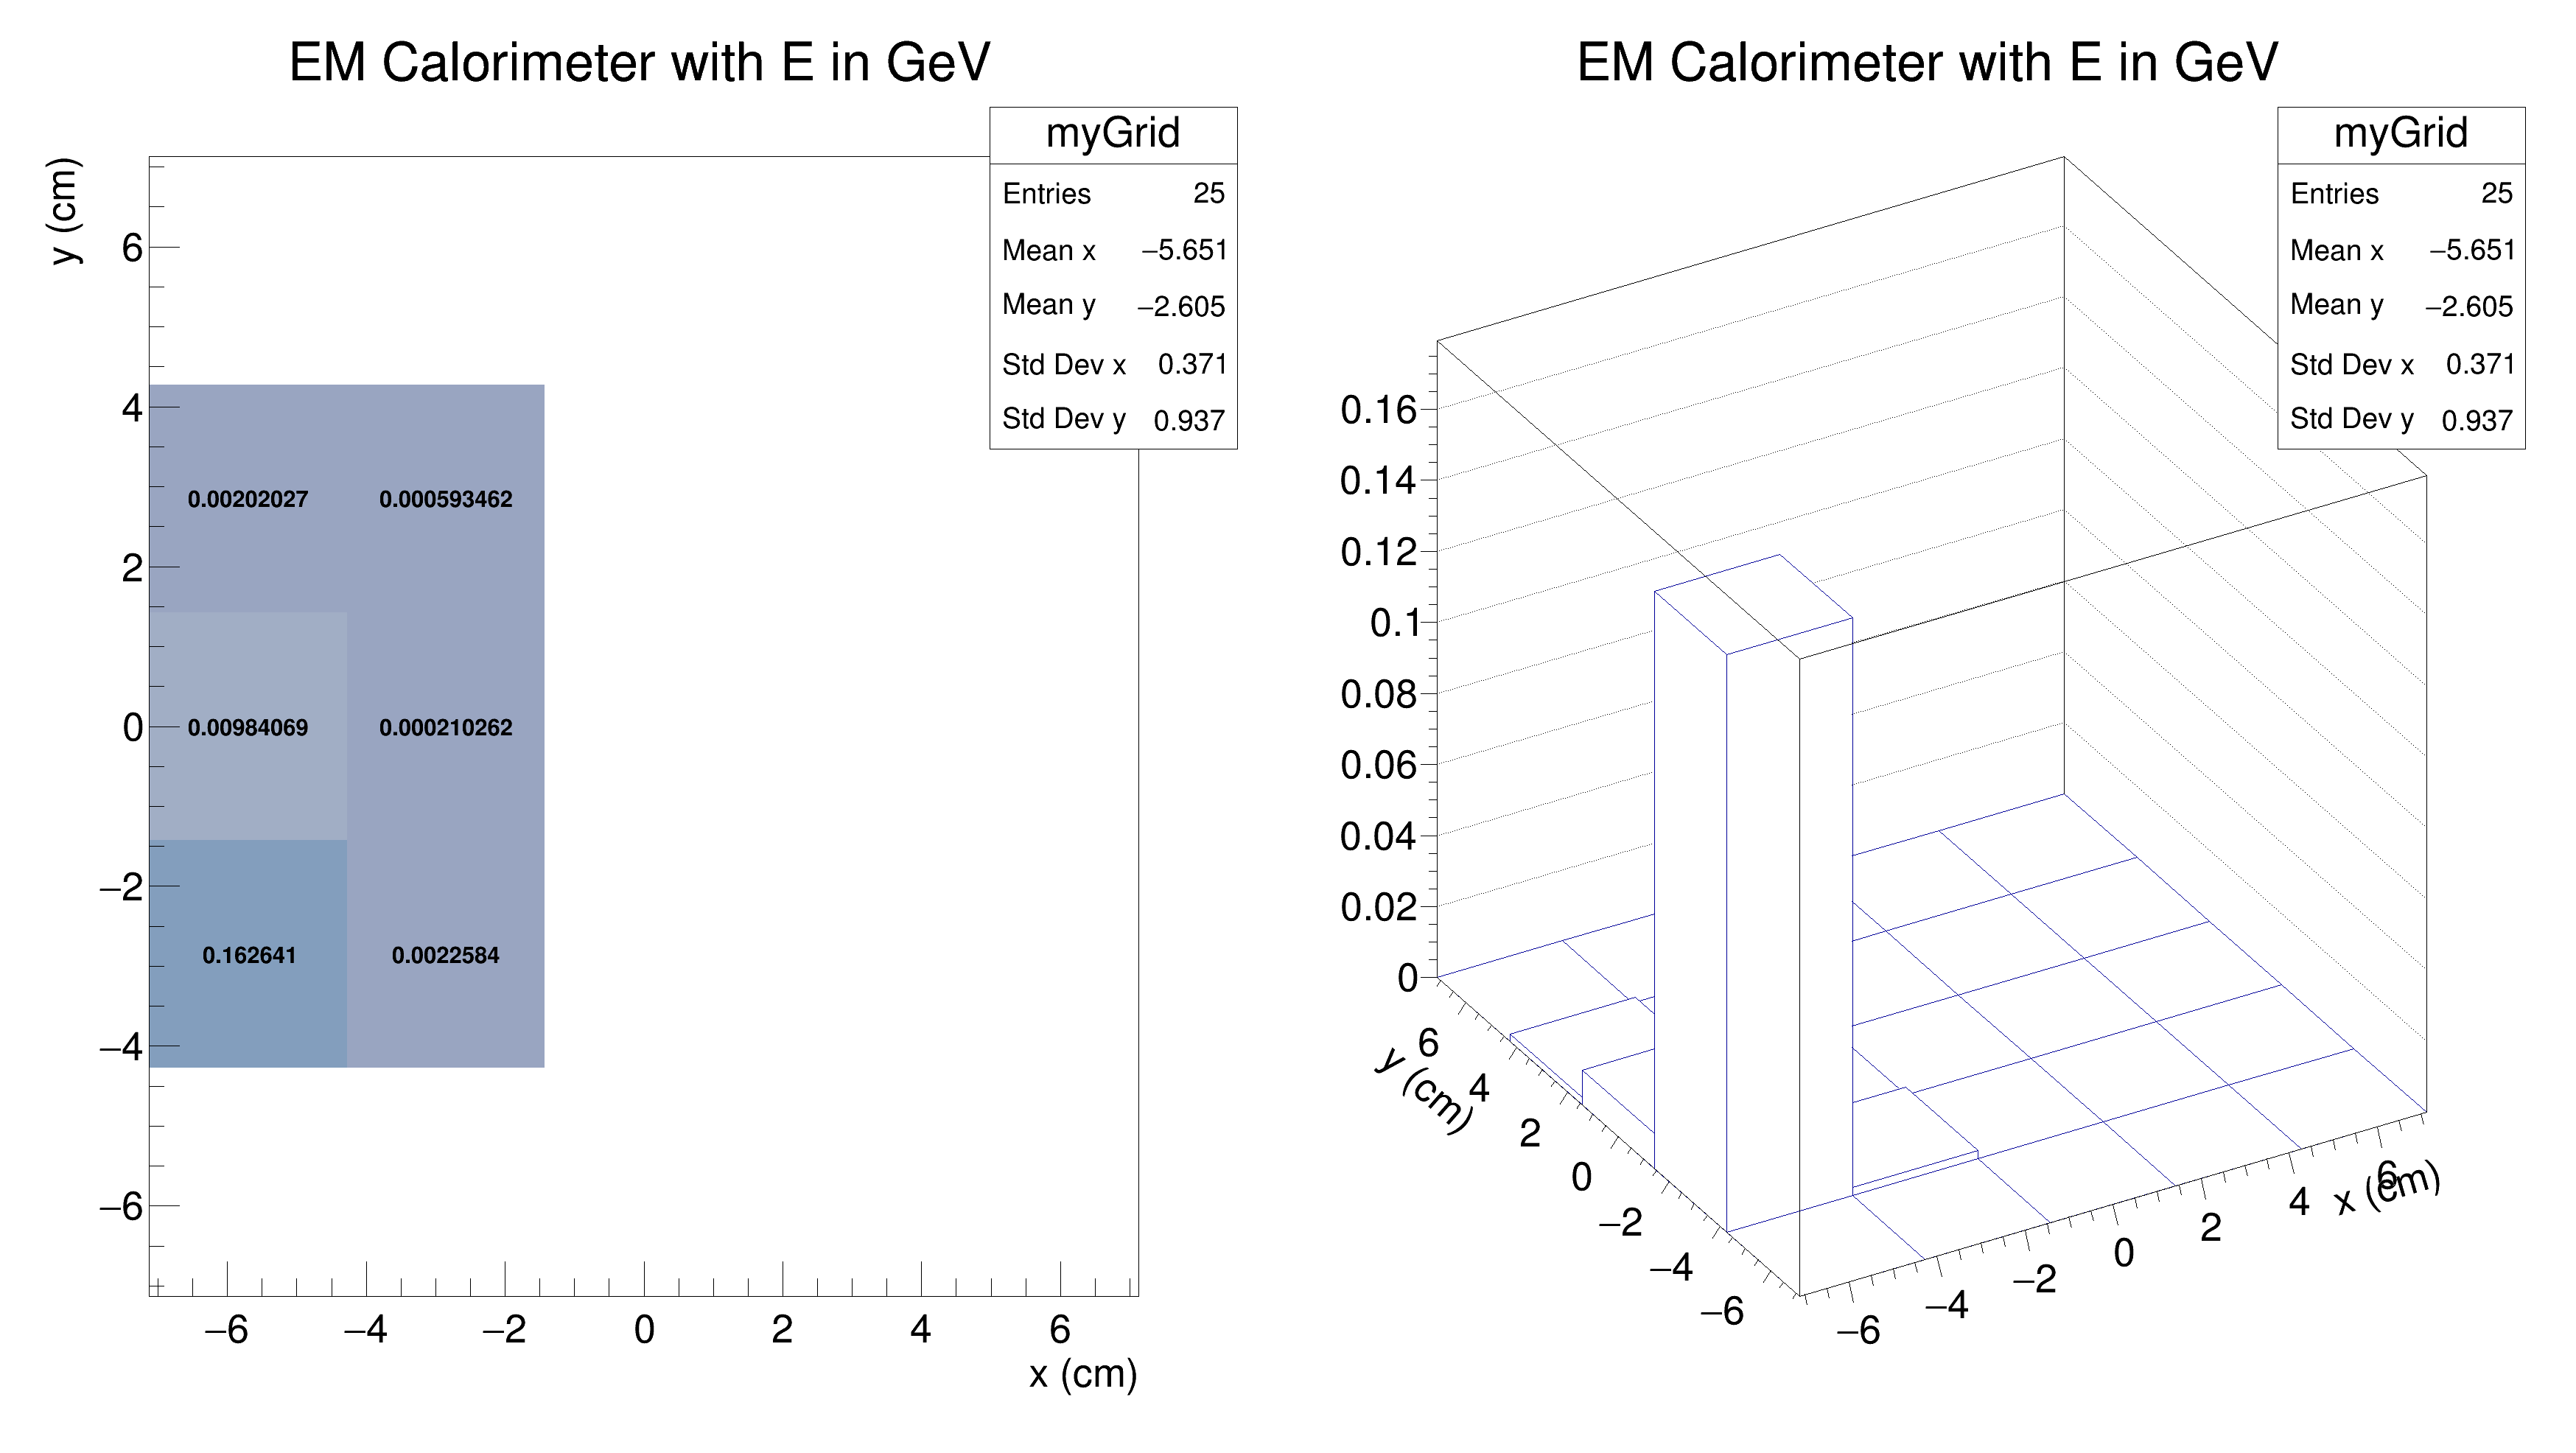 EM Calorimeter with E in GeV
myGrid
Entries 25
Mean x −5.651
Mean y −2.605
Std Dev x 0.371
Std Dev y 0.937
y (cm)
6
4
2
0
−2
−4
−6
0.00202027 0.000593462
0.00984069 0.000210262
0.162641 0.0022584
−6 −4 −2 0 2 4 6
x (cm)
EM Calorimeter with E in GeV
myGrid
Entries 25
Mean x −5.651
Mean y −2.605
Std Dev x 0.371
Std Dev y 0.937
0.16
0.14
0.12
0.1
0.08
0.06
0.04
0.02
0
6
4
2
0
−2
−4
−6
y (cm)
−6 −4 −2 0 2 4 6
x (cm)